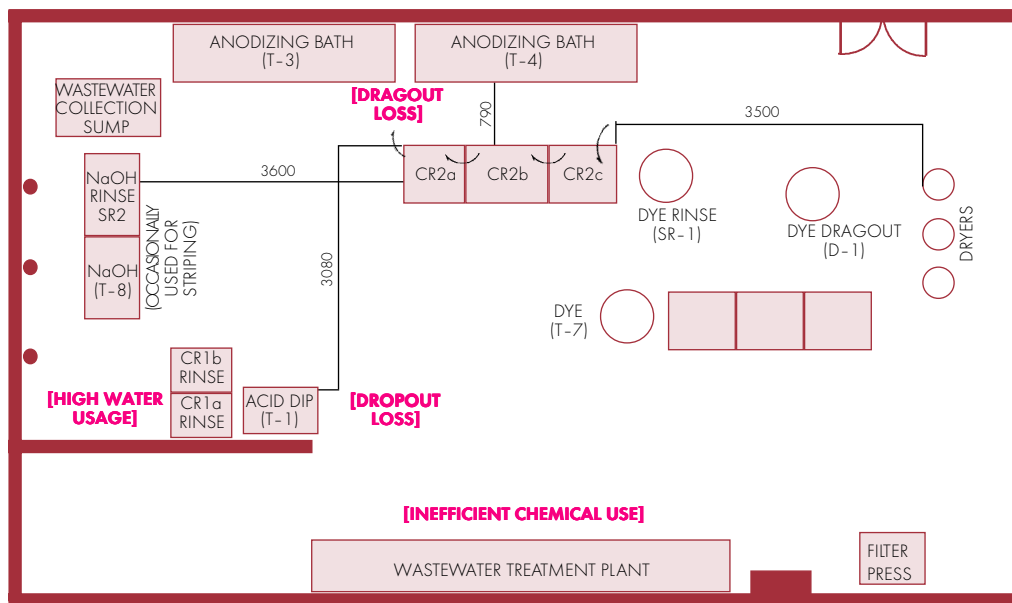 ANODIZING BATH
(T-3)
ANODIZING BATH
(T-4)
WASTEWATER
COLLECTION
SUMP
[DRAGOUT
LOSS]
790
3500
NaOH
RINSE
SR2
3600
CR2a
CR2b
CR2c
DYE RINSE
(SR-1)
DYE DRAGOUT
(D-1)
DRYERS
NaOH
(T-8)
(OCCASIONALLY
USED FOR
STRIPING)
3080
DYE
(T-7)
CR1b
RINSE
[HIGH WATER
USAGE]
CR1a
RINSE
ACID DIP
(T-1)
[DROPOUT
LOSS]
[INEFFICIENT CHEMICAL USE]
WASTEWATER TREATMENT PLANT
FILTER
PRESS